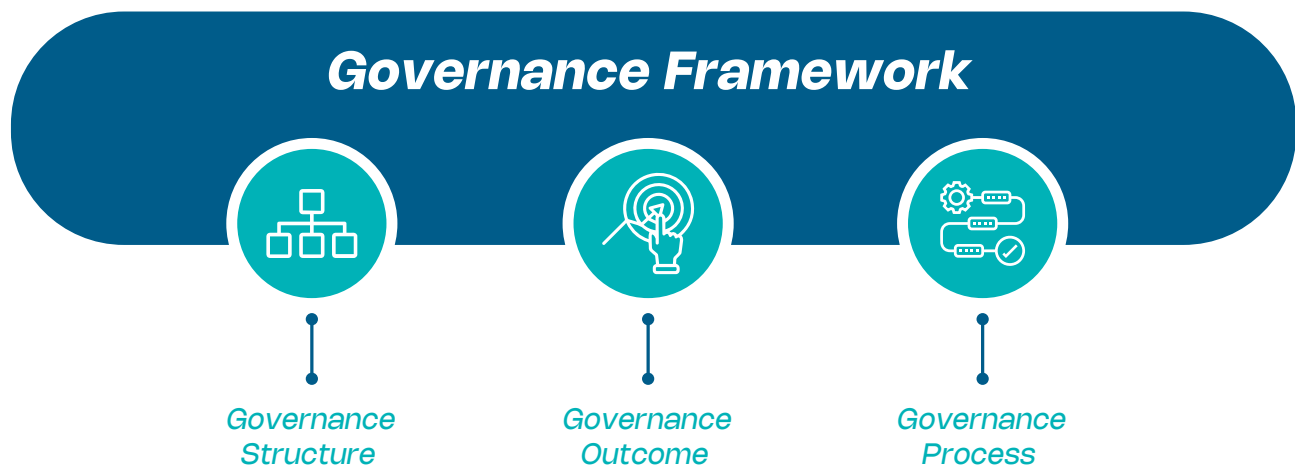 Governance Framework
Governance
Structure
Governance
Outcome
Governance
Process